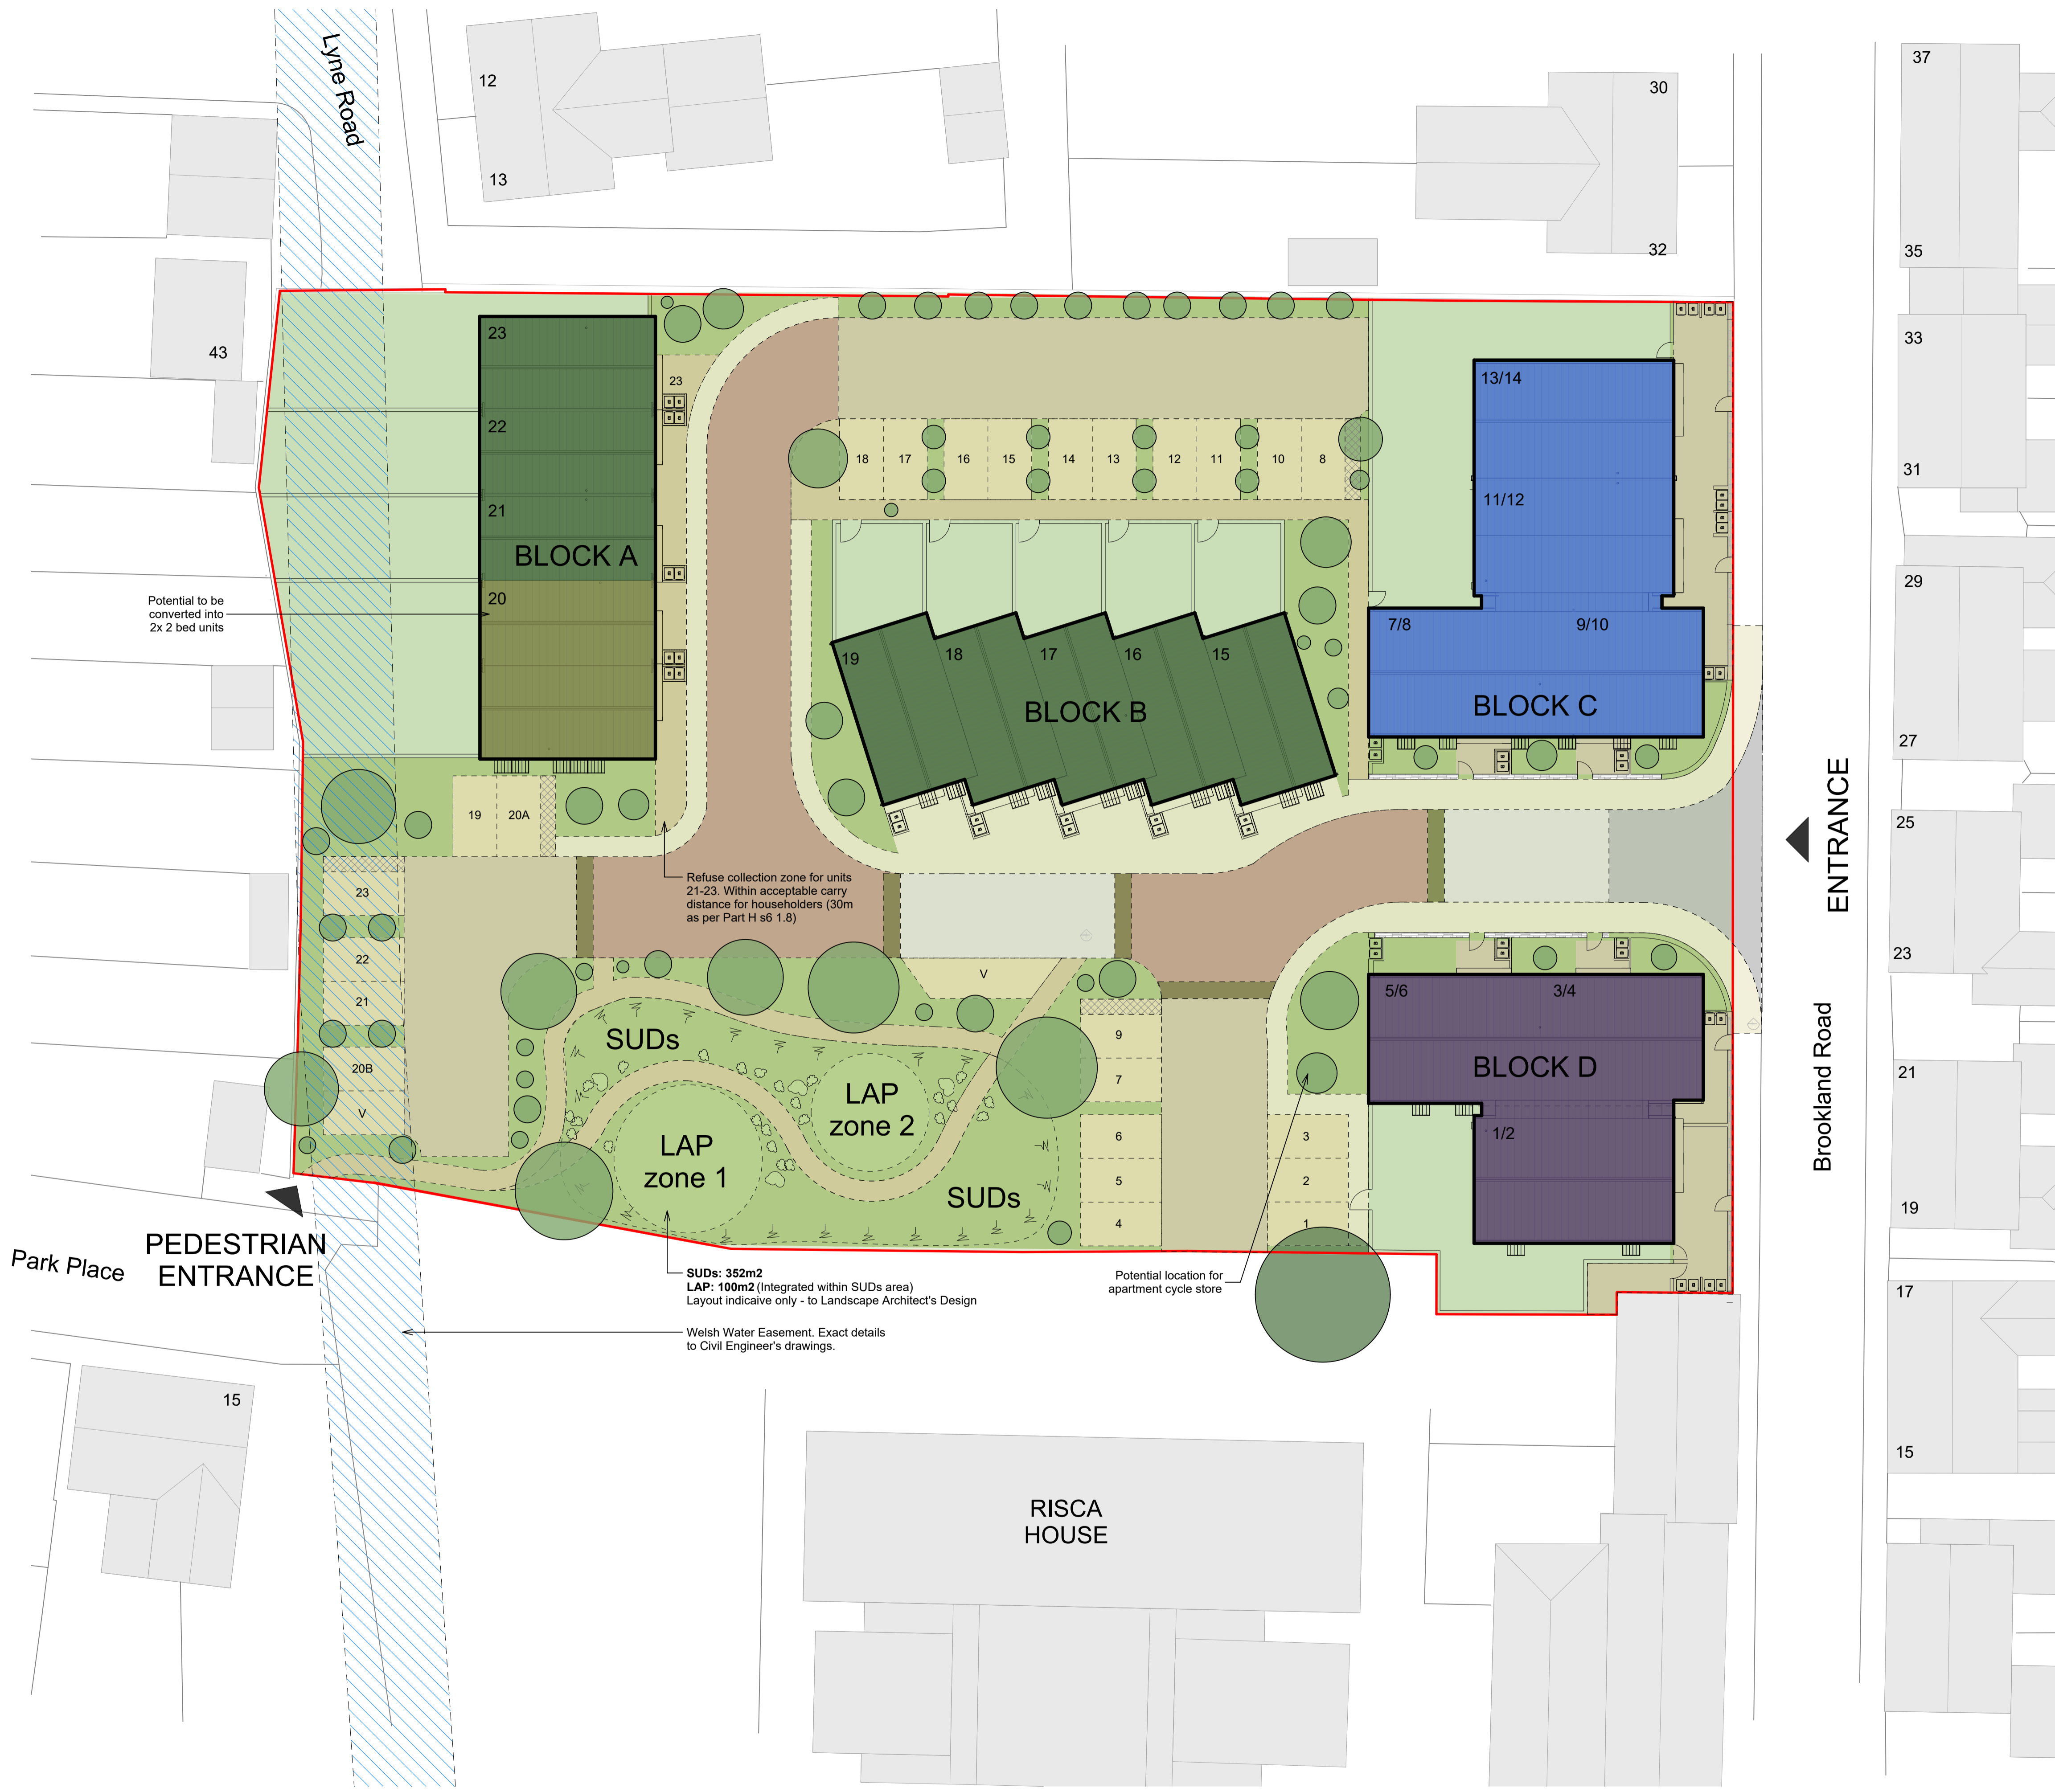 Lyne Road
12
13
30
32
37
35
33
31
29
27
25
23
21
19
17
15
43
23
22
21
BLOCK A
20
23
Potential to be
converted into
2x 2 bed units
18
17
16
15
14
13
12
11
10
8
19
18
17
16
15
BLOCK B
13/14
11/12
7/8
9/10
BLOCK C
ENTRANCE
Brookland Road
19
20A
Refuse collection zone for units
21-23. Within acceptable carry
distance for householders (30m
as per Part H s6 1.8)
23
22
21
20B
V
V
SUDs
LAP
zone 1
LAP
zone 2
SUDs
9
7
6
5
4
3
2
1
5/6
3/4
BLOCK D
1/2
PEDESTRIAN
ENTRANCE
Park Place
SUDs: 352m2
LAP: 100m2 (Integrated within SUDs area)
Layout indicaive only - to Landscape Architect's Design
Potential location for
apartment cycle store
Welsh Water Easement. Exact details
to Civil Engineer's drawings.
15
RISCA
HOUSE